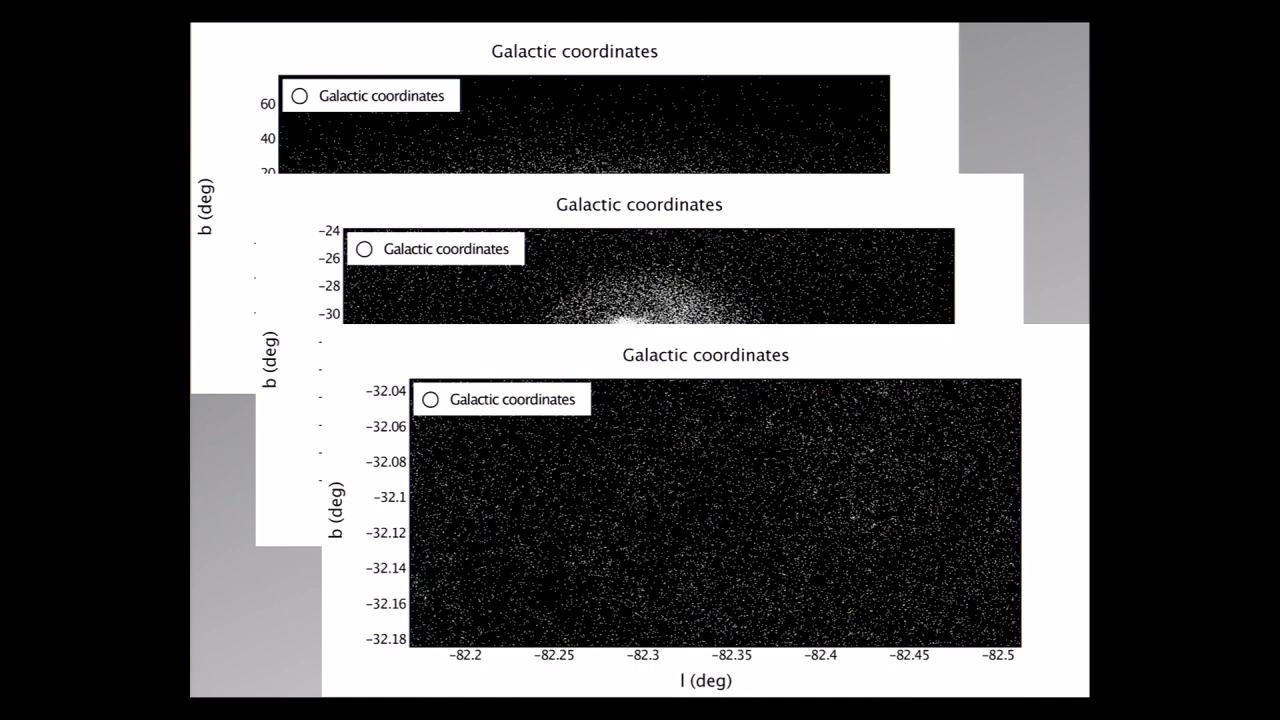 Galactic coordinates
Galactic coordinates
60
40
20
b (deg)
Galactic coordinates
Galactic coordinates
−24
−26
−28
−30
b (deg)
Galactic coordinates
Galactic coordinates
−32.04
−32.06
−32.08
−32.1
−32.12
−32.14
−32.16
−32.18
b (deg)
−82.2 −82.25 −82.3 −82.35 −82.4 −82.45 −82.5
l (deg)